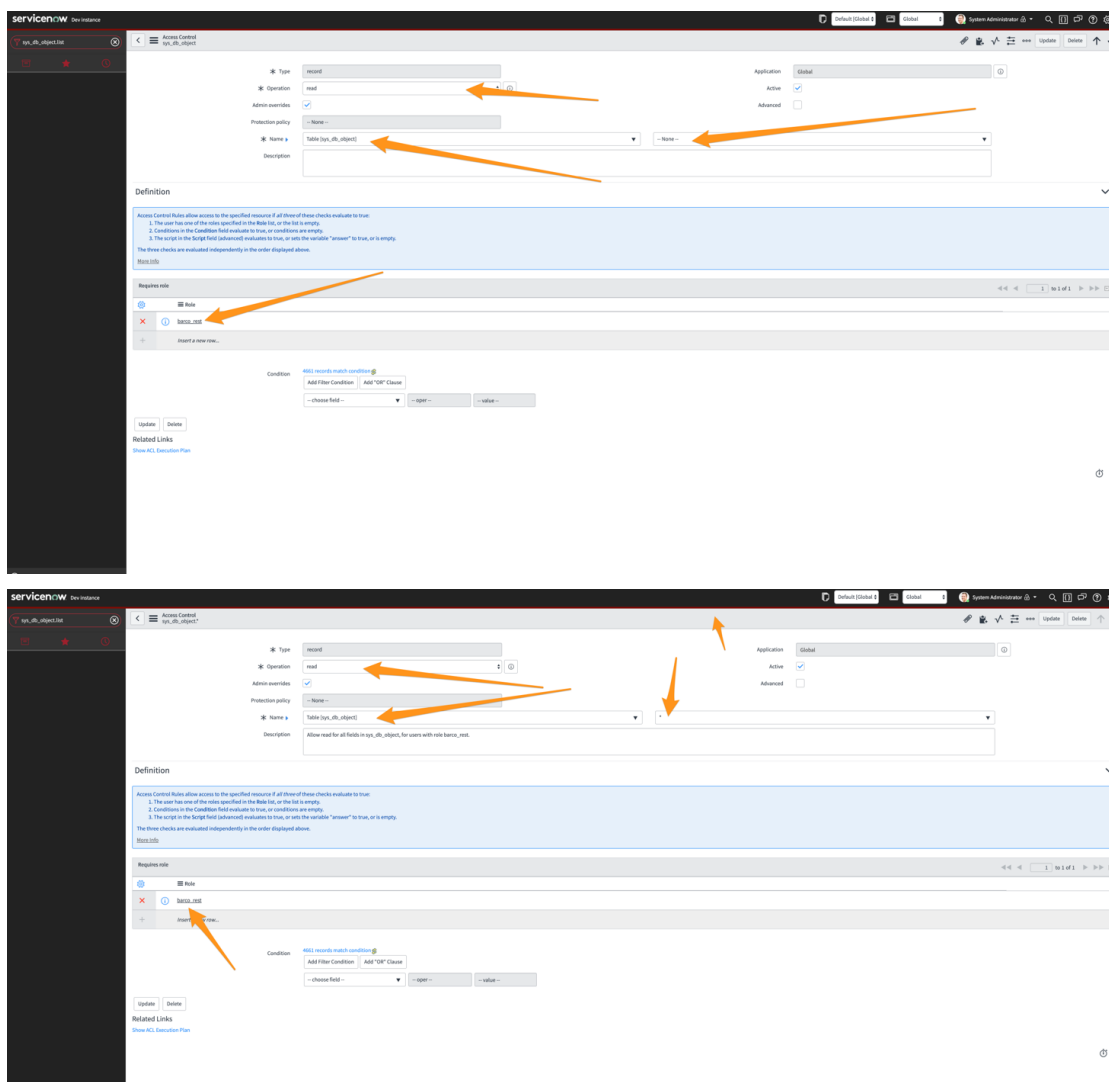 servicenow Dev Instance
Default (Global
Global
System Administrator
sys_db_object.list
Access Control
sys_db_object
Update
Delete
Type
record
Application
Global
Operation
read
Active
Admin overrides
Advanced
Protection policy
-- None --
Name
Table [sys_db_object]
-- None --
Description
Definition
Access Control Rules allow access to the specified resource if all three of these checks evaluate to true:
1. The user has one of the roles specified in the Role list, or the list is empty.
2. Conditions in the Condition field evaluate to true, or conditions are empty.
3. The script in the Script field (advanced) evaluates to true, or sets the variable "answer" to true, or is empty.
The three checks are evaluated independently in the order displayed above.
More Info
Requires role
1 to 1 of 1
Role
barco_rest
Insert a new row...
Condition
4661 records match condition
Add Filter Condition
Add "OR" Clause
-- choose field --
-- oper --
-- value --
Update
Delete
Related Links
Show ACL Execution Plan
servicenow Dev Instance
Default (Global
Global
System Administrator
sys_db_object.list
Access Control
sys_db_object.*
Update
Delete
Type
record
Application
Global
Operation
read
Active
Admin overrides
Advanced
Protection policy
-- None --
Name
Table [sys_db_object]
*
Description
Allow read for all fields in sys_db_object, for users with role barco_rest.
Definition
Access Control Rules allow access to the specified resource if all three of these checks evaluate to true:
1. The user has one of the roles specified in the Role list, or the list is empty.
2. Conditions in the Condition field evaluate to true, or conditions are empty.
3. The script in the Script field (advanced) evaluates to true, or sets the variable "answer" to true, or is empty.
The three checks are evaluated independently in the order displayed above.
More Info
Requires role
1 to 1 of 1
Role
barco_rest
Insert row...
Condition
4661 records match condition
Add Filter Condition
Add "OR" Clause
-- choose field --
-- oper --
-- value --
Update
Delete
Related Links
Show ACL Execution Plan